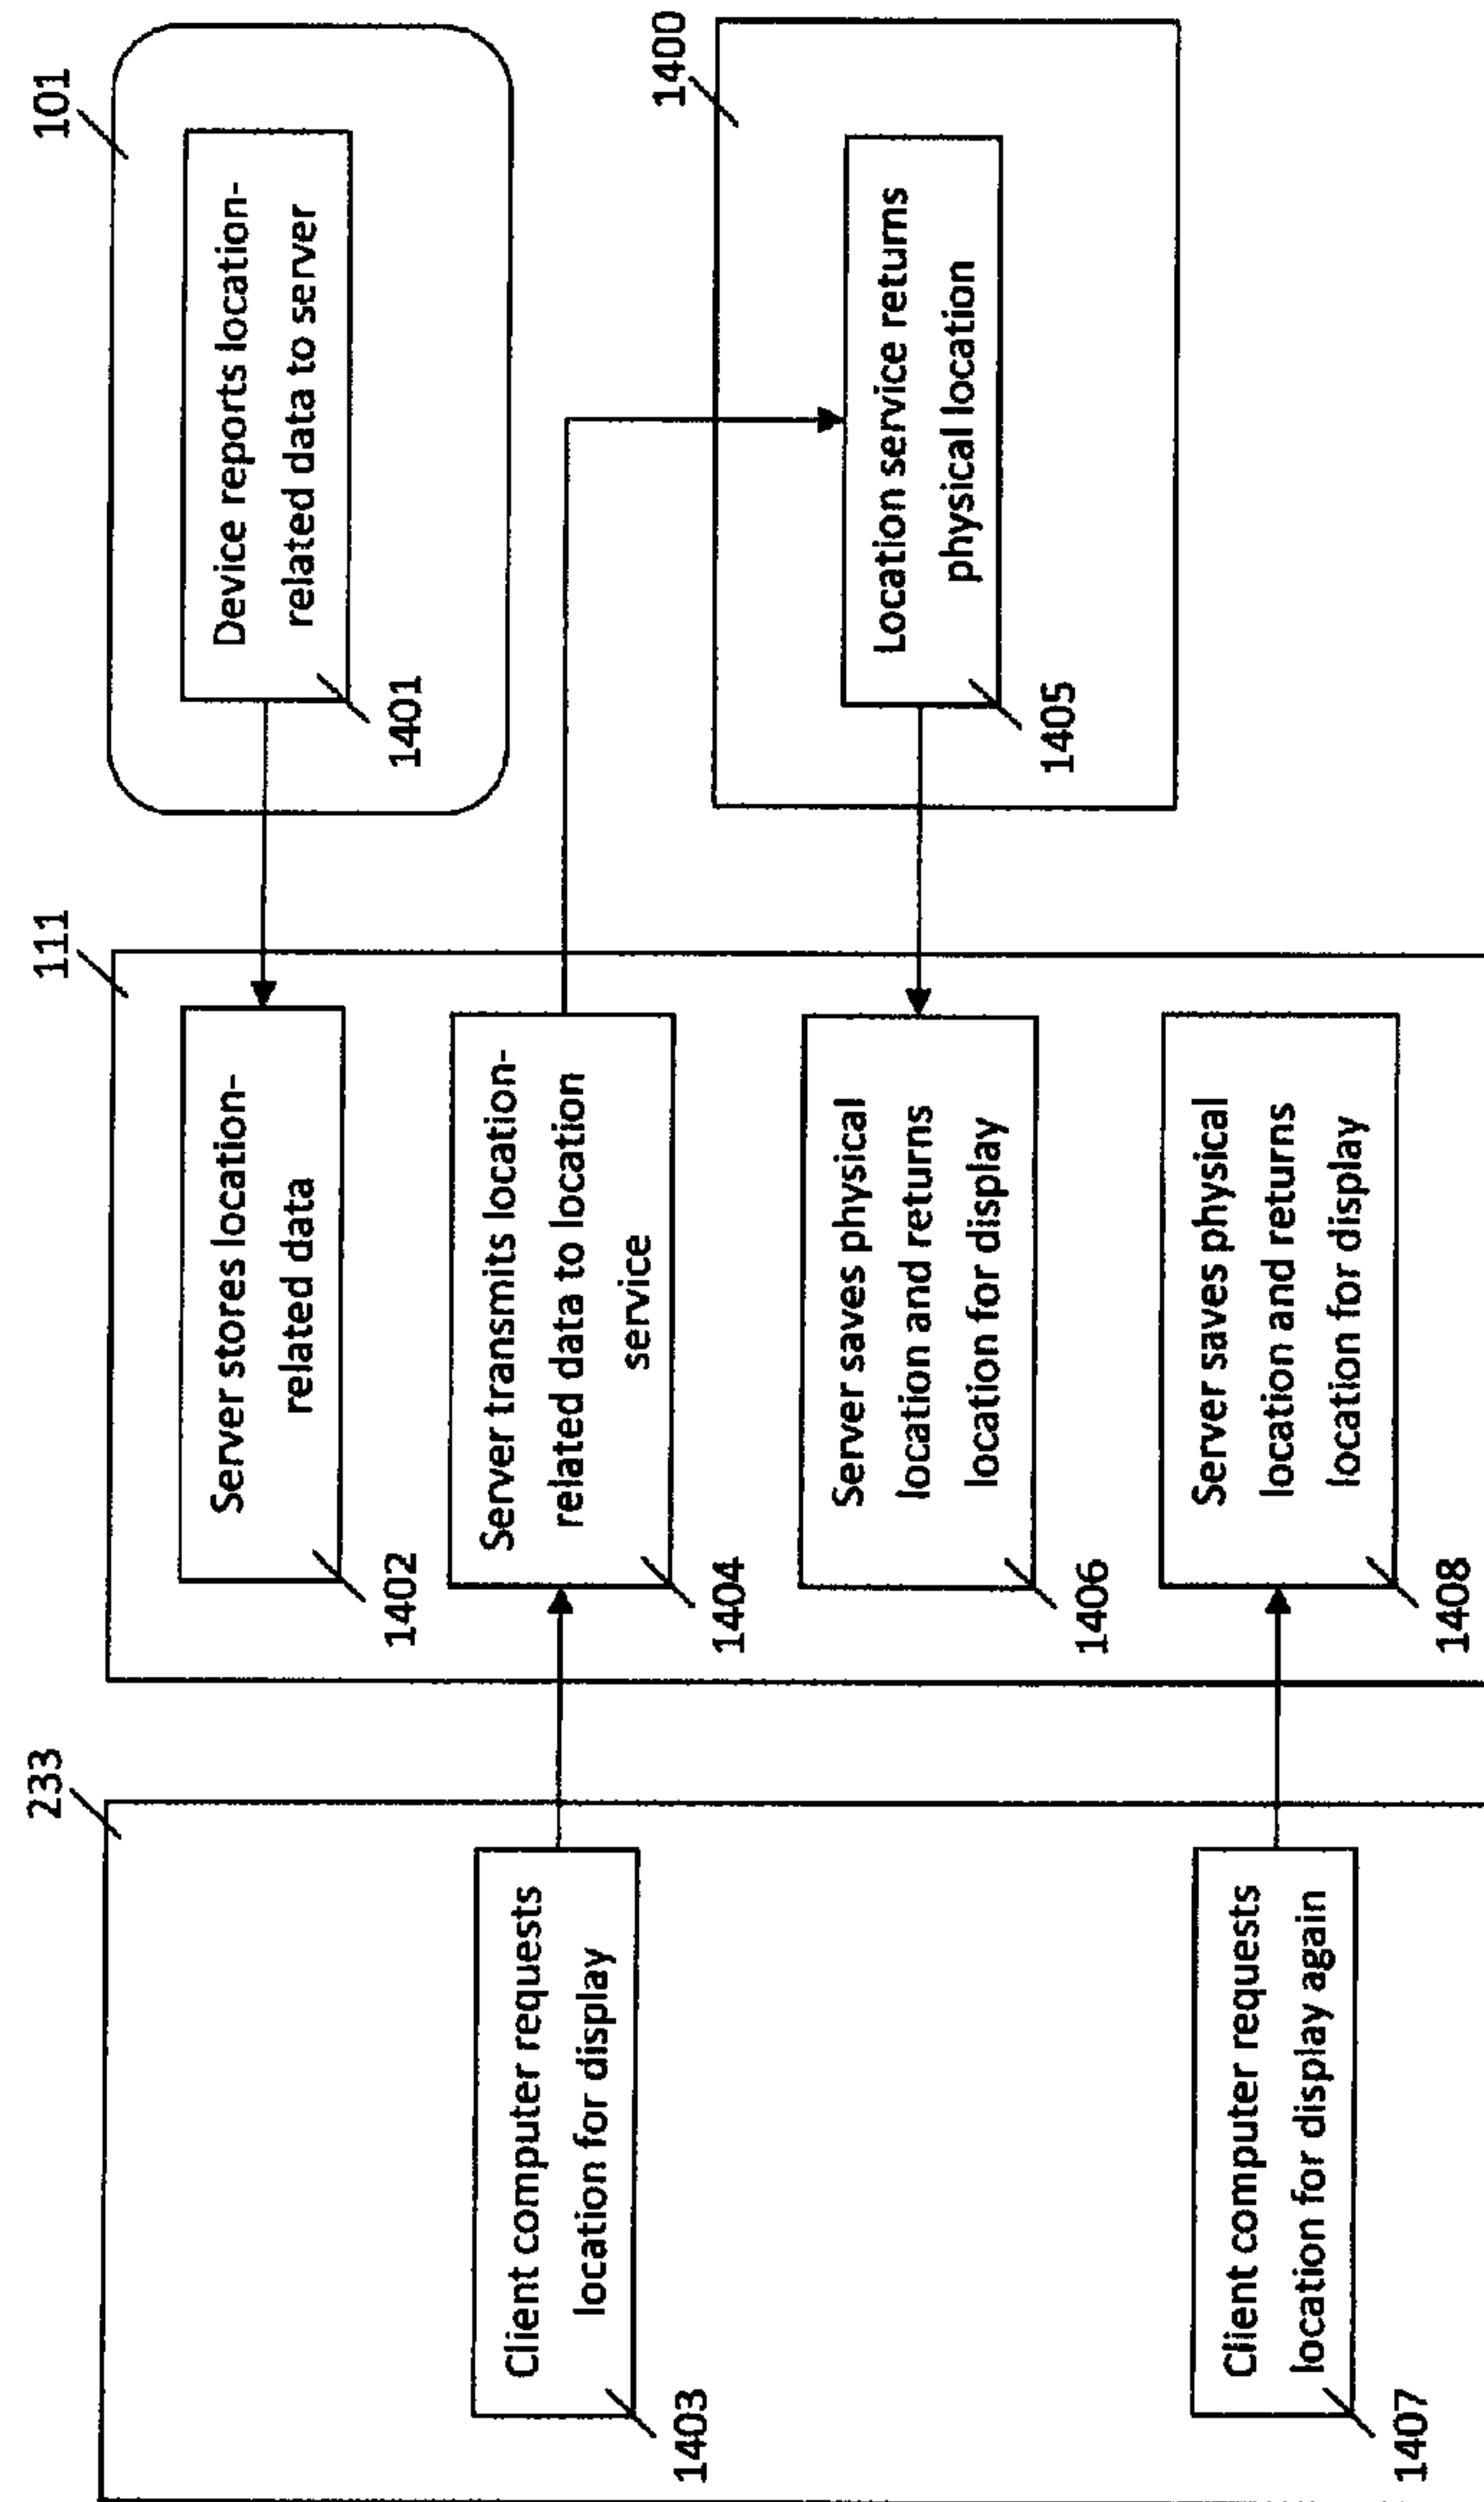 233
111
101
Device reports location-
related data to server
1401
Server stores location-
related data
1402
Client computer requests
location for display
1403
Server transmits location-
related data to location
service
1404
1400
Location service returns
physical location
1405
Server saves physical
location and returns
location for display
1406
Client computer requests
location for display again
1407
Server saves physical
location and returns
location for display
1408